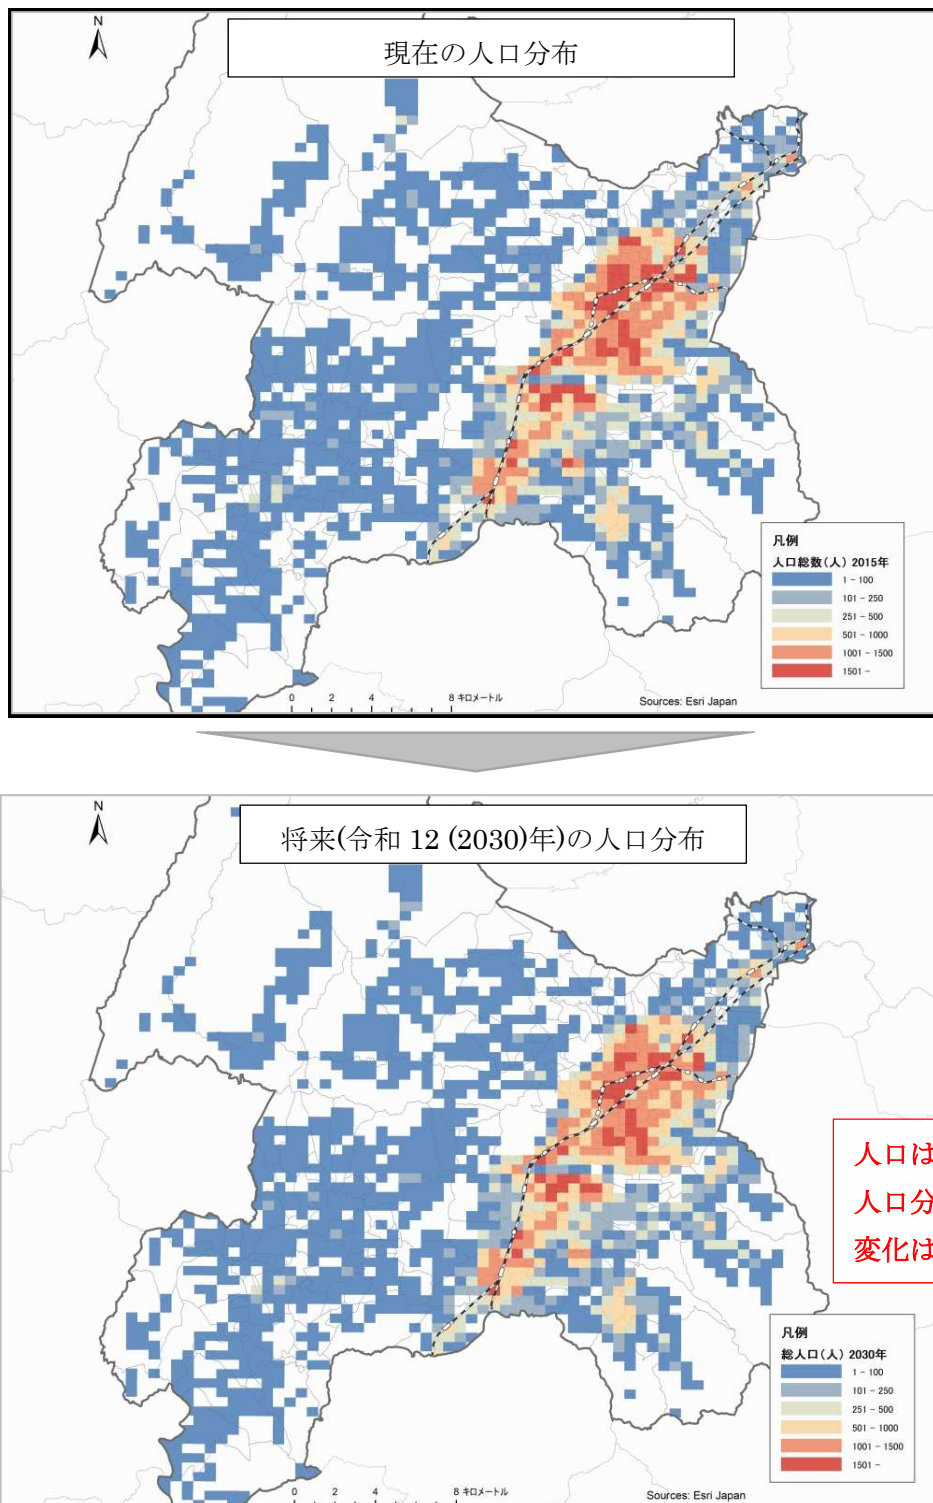 N
現在の人口分布
凡例
人口総数(人) 2015年
1 - 100
101 - 250
251 - 500
501 - 1000
1001 - 1500
1501 -
0 2 4 8 キロメートル
Sources: Esri Japan
N
将来(令和 12 (2030)年)の人口分布
人口は
人口分
変化は
凡例
総人口(人) 2030年
1 - 100
101 - 250
251 - 500
501 - 1000
1001 - 1500
1501 -
0 2 4 8 キロメートル
Sources: Esri Japan